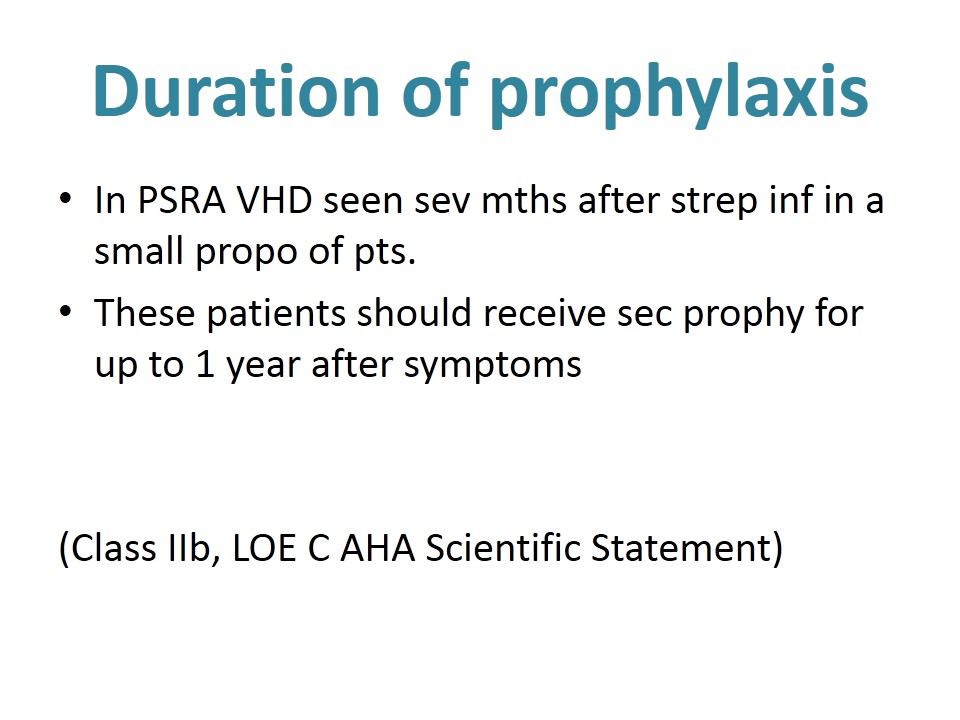 Duration of prophylaxis
• In PSRA VHD seen sev mths after strep inf in a
small propo of pts.
• These patients should receive sec prophy for
up to 1 year after symptoms
(Class IIb, LOE C AHA Scientific Statement)